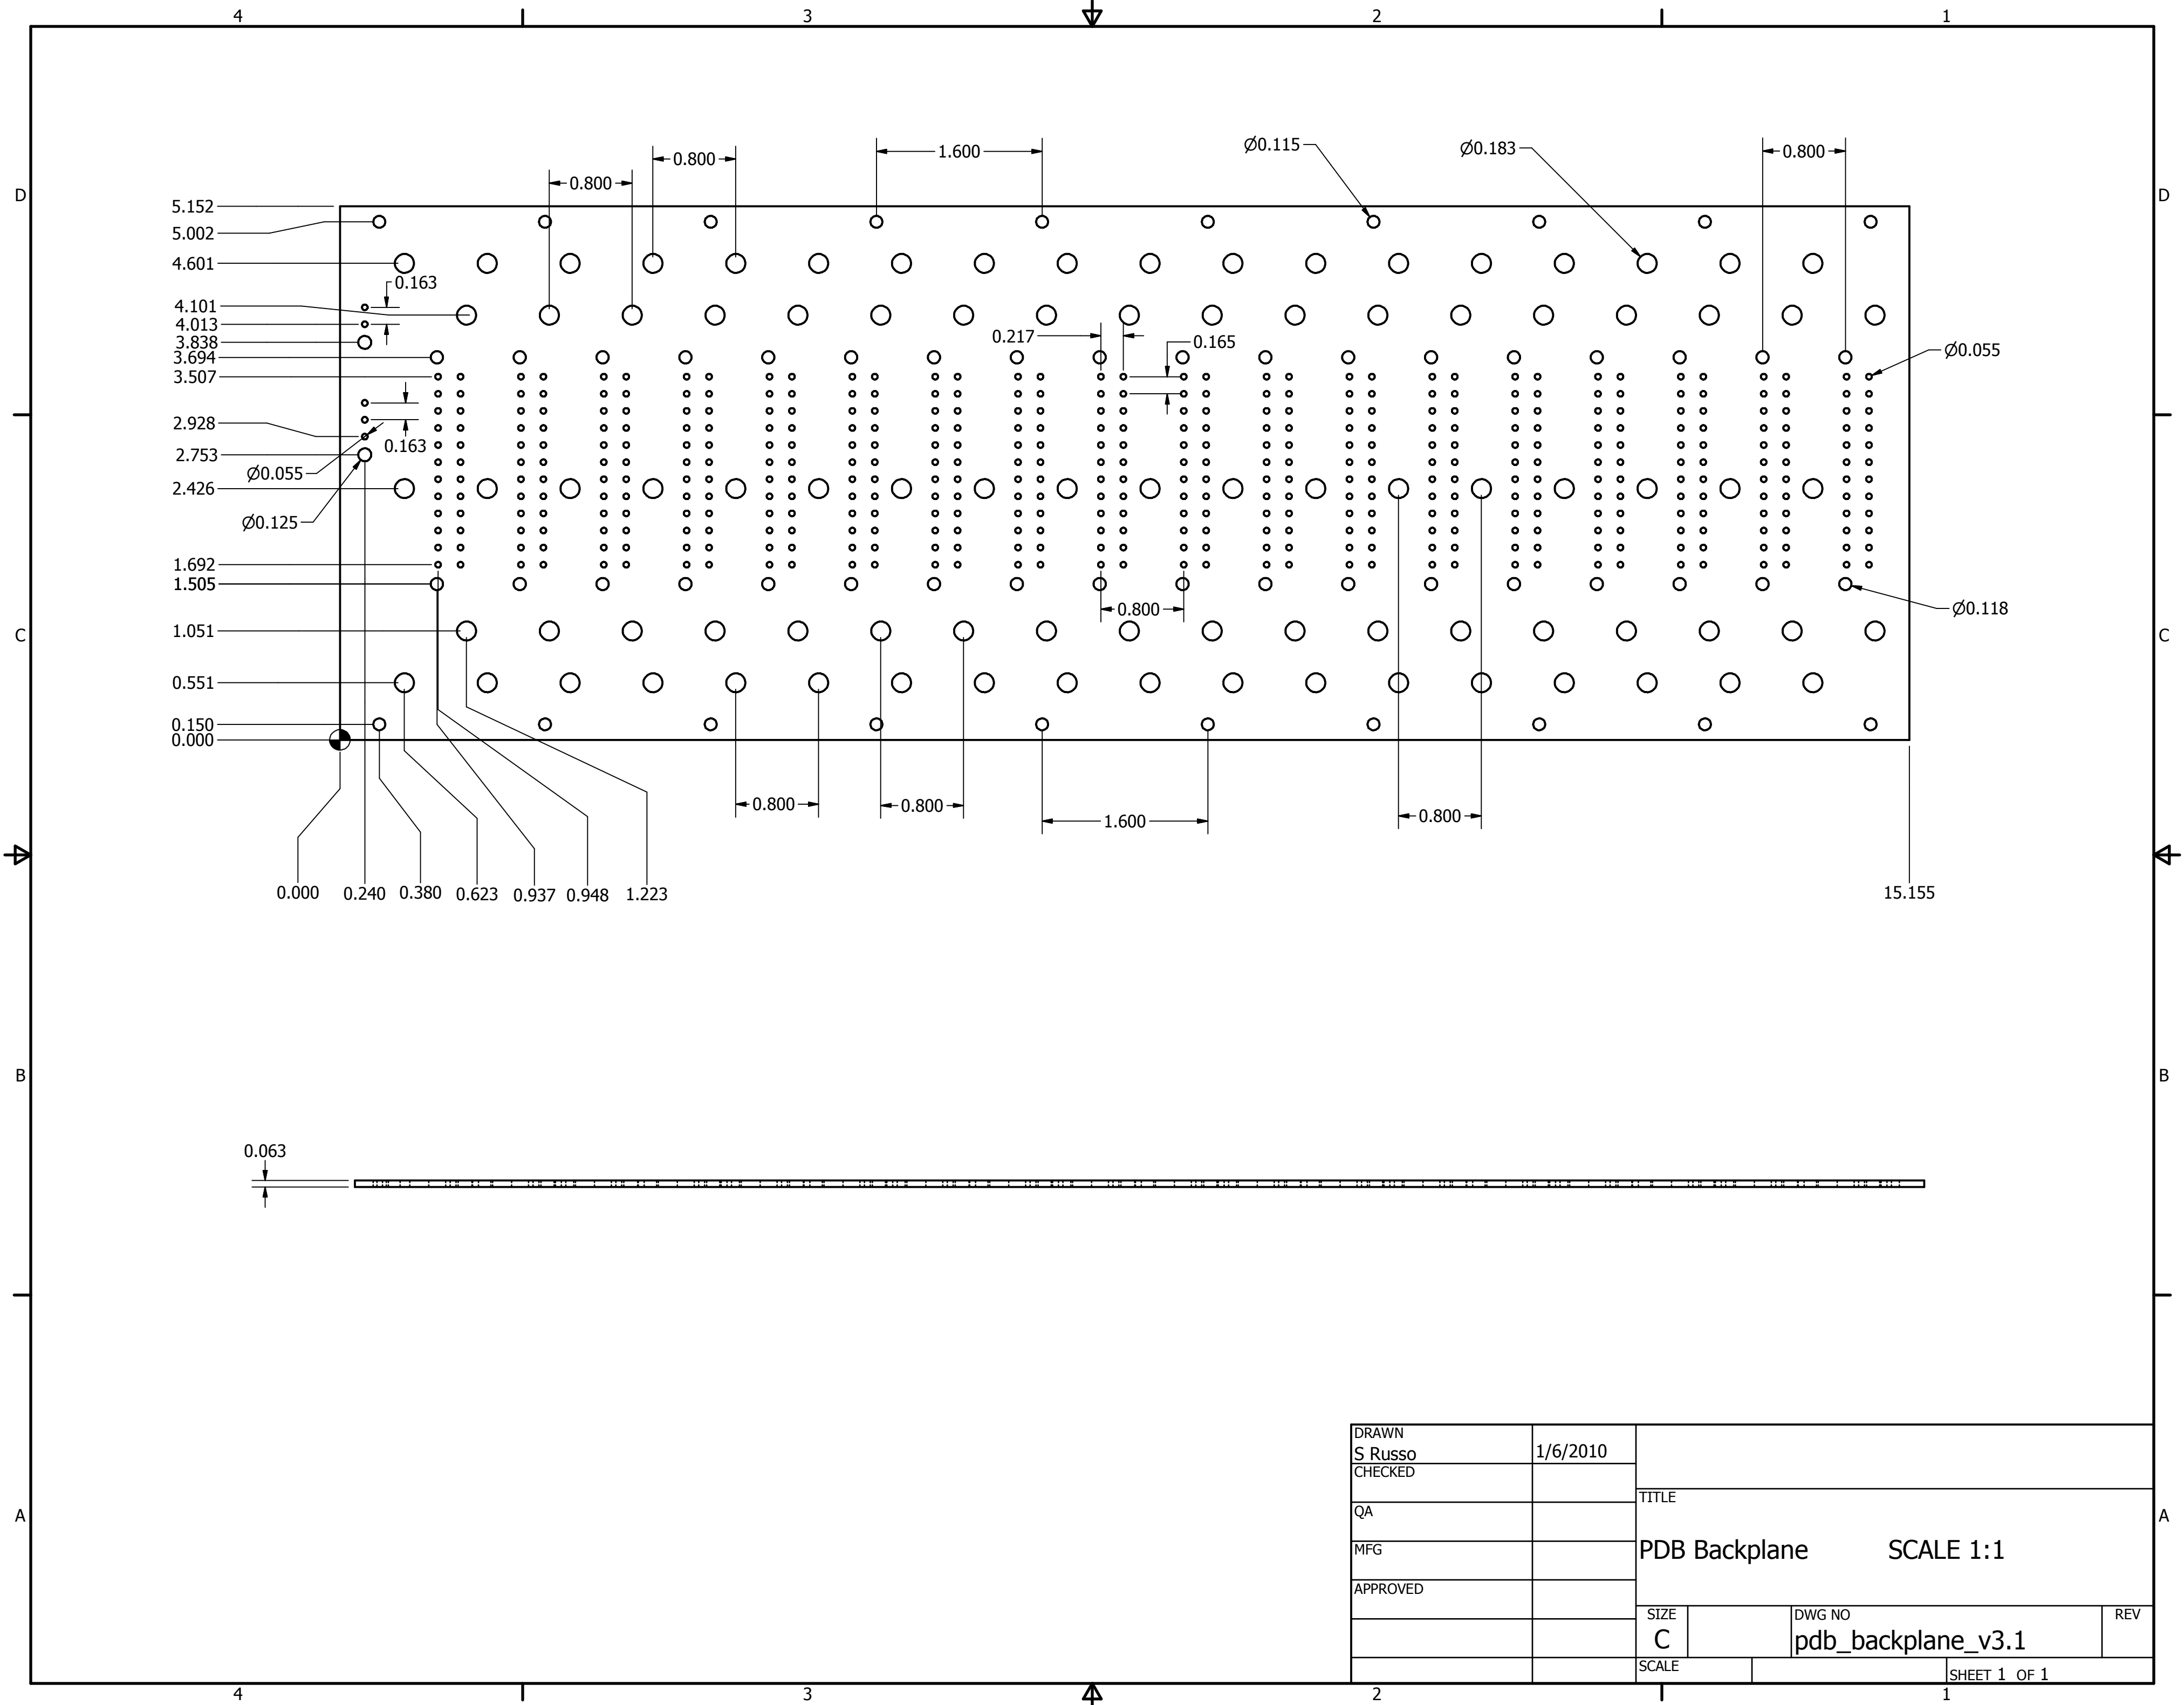 4 3 2 1
D D
0.800
0.800
1.600
Ø0.115
Ø0.183
0.800
5.152
5.002
4.601
0.163
4.101
4.013
3.838
3.694
3.507
0.217
0.165
Ø0.055
2.928
0.163
2.753
Ø0.055
2.426
Ø0.125
1.692
1.505
0.800
Ø0.118
C C
1.051
0.551
0.150
0.000
0.800
0.800
1.600
0.800
0.000 0.240 0.380 0.623 0.937 0.948 1.223
15.155
B B
0.063
A A
DRAWN
S Russo 1/6/2010
CHECKED
QA
MFG
APPROVED
TITLE
PDB Backplane SCALE 1:1
SIZE
C
DWG NO
pdb_backplane_v3.1
REV
SCALE
SHEET 1 OF 1
4 3 2 1